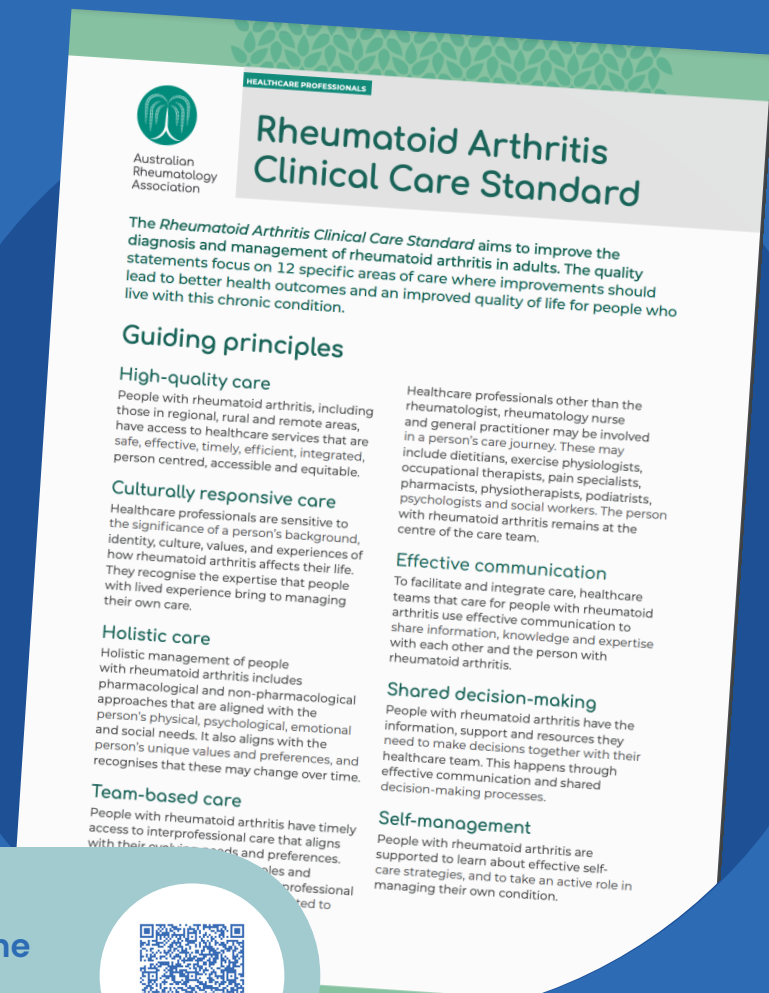 HEALTHCARE PROFESSIONALS
Australian
Rheumatology
Association
Rheumatoid Arthritis
Clinical Care Standard
The Rheumatoid Arthritis Clinical Care Standard aims to improve the
diagnosis and management of rheumatoid arthritis in adults. The quality
statements focus on 12 specific areas of care where improvements should
lead to better health outcomes and an improved quality of life for people who
live with this chronic condition.
Guiding principles
High-quality care
People with rheumatoid arthritis, including
those in regional, rural and remote areas,
have access to healthcare services that are
safe, effective, timely, efficient, integrated,
person centred, accessible and equitable.
Culturally responsive care
Healthcare professionals are sensitive to
the significance of a person's background,
identity, culture, values, and experiences of
how rheumatoid arthritis affects their life.
They recognise the expertise that people
with lived experience bring to managing
their own care.
Holistic care
Holistic management of people
with rheumatoid arthritis includes
pharmacological and non-pharmacological
approaches that are aligned with the
person's physical, psychological, emotional
and social needs. It also aligns with the
person's unique values and preferences, and
recognises that these may change over time.
Team-based care
People with rheumatoid arthritis have timely
access to interprofessional care that aligns
with their evolving needs and preferences.
and
professional
to
Healthcare professionals other than the
rheumatologist, rheumatology nurse
and general practitioner may be involved
in a person's care journey. These may
include dietitians, exercise physiologists,
occupational therapists, pain specialists,
pharmacists, physiotherapists, podiatrists,
psychologists and social workers. The person
with rheumatoid arthritis remains at the
centre of the care team.
Effective communication
To facilitate and integrate care, healthcare
teams that care for people with rheumatoid
arthritis use effective communication to
share information, knowledge and expertise
with each other and the person with
rheumatoid arthritis.
Shared decision-making
People with rheumatoid arthritis have the
information, support and resources they
need to make decisions together with their
healthcare team. This happens through
effective communication and shared
decision-making processes.
Self-management
People with rheumatoid arthritis are
supported to learn about effective self-
care strategies, and to take an active role in
managing their own condition.